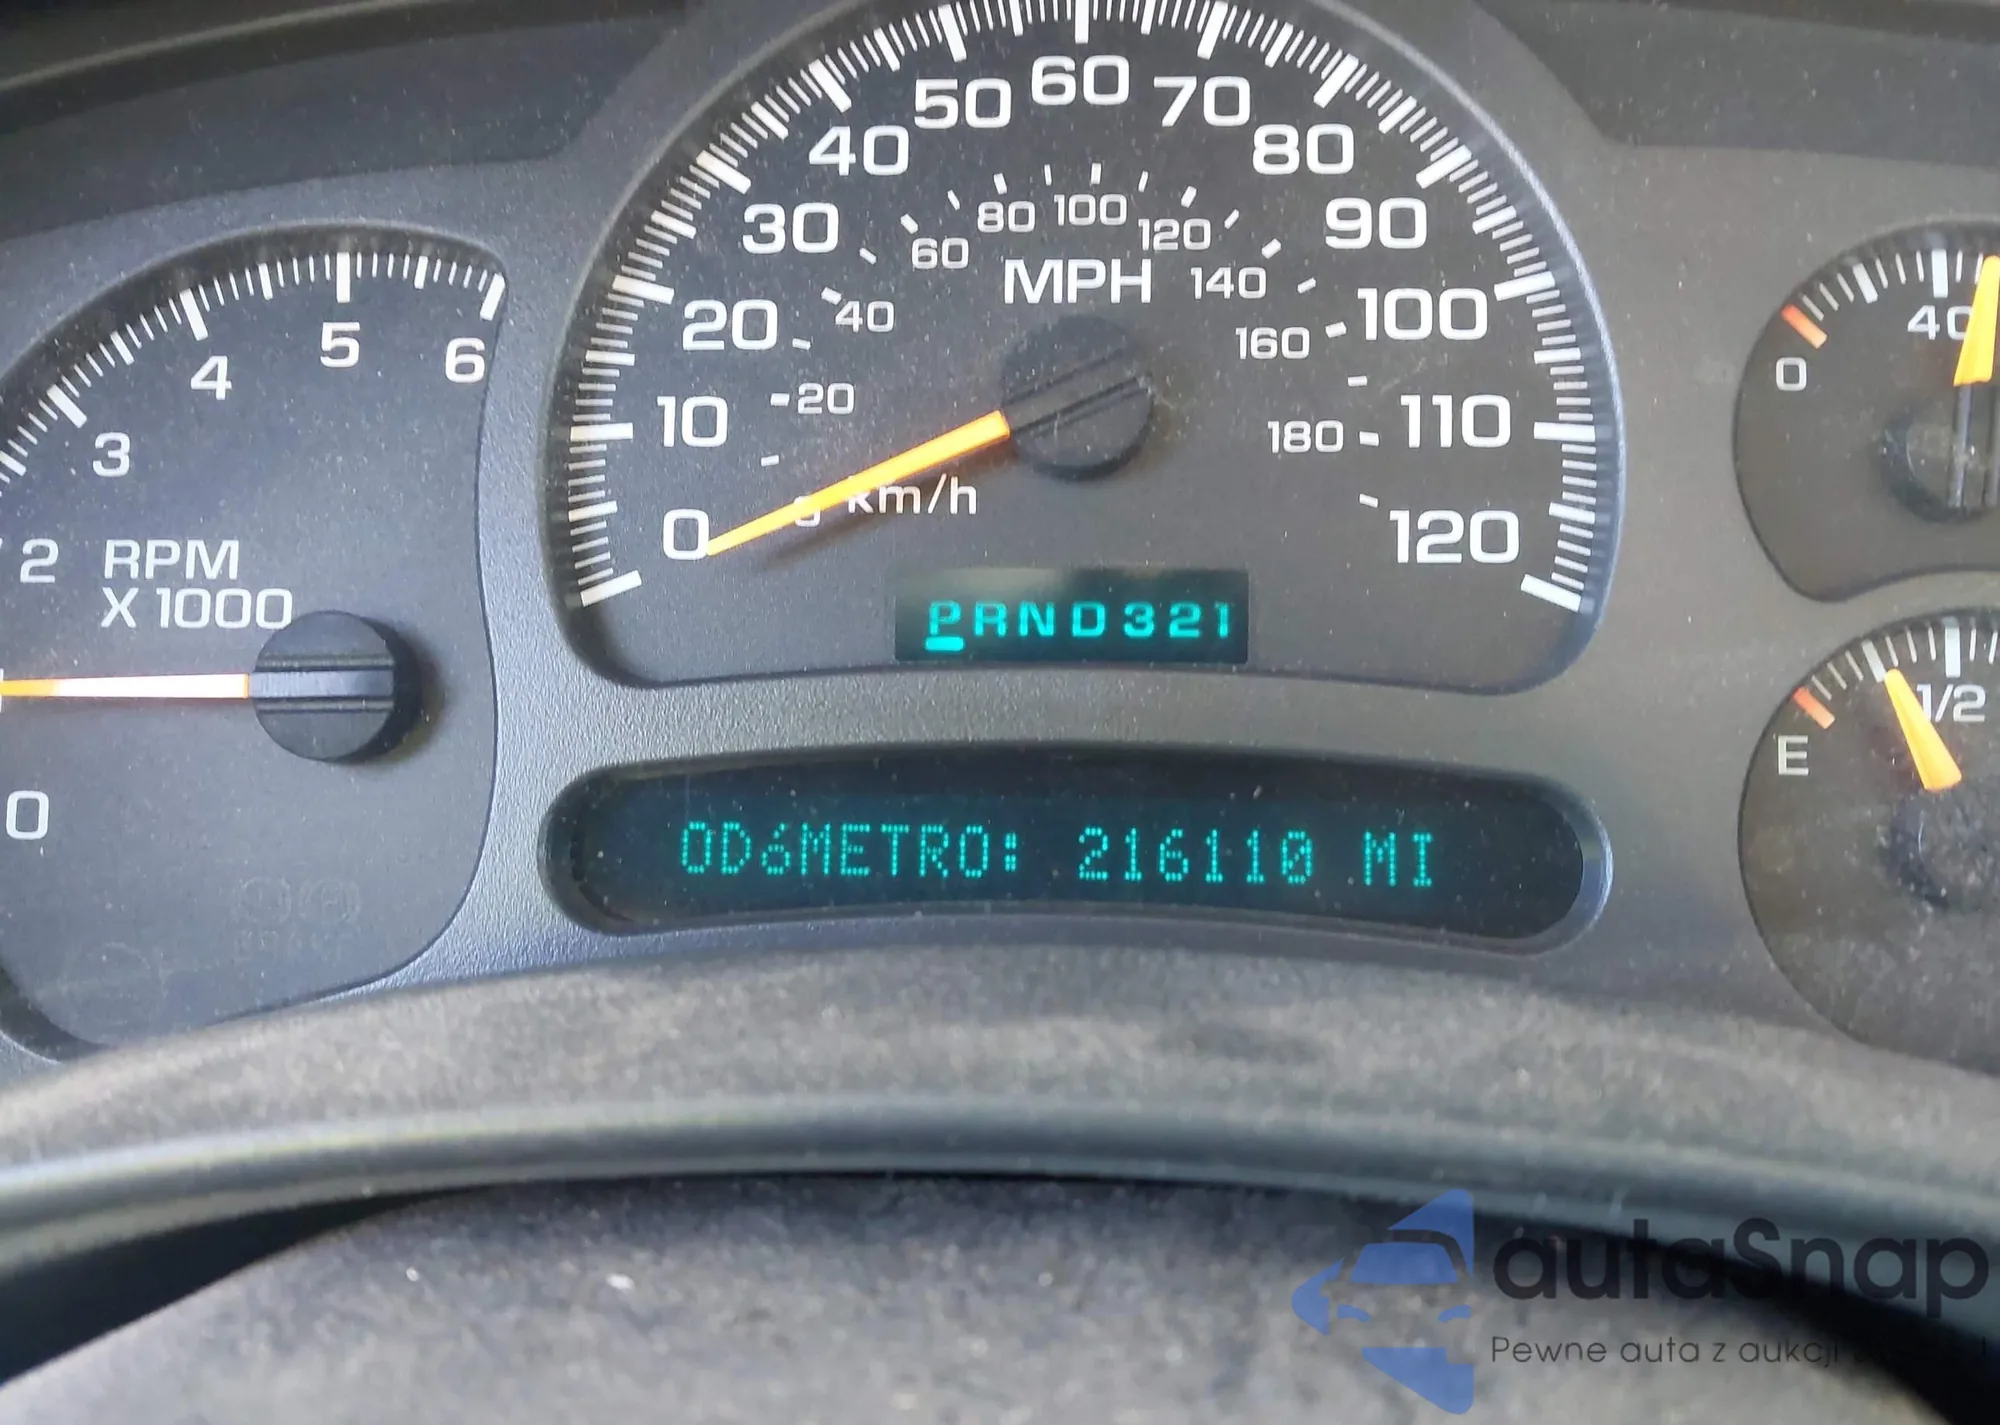 60
50 70
40 80
80 100 120
30 60 90
MPH 140
20 40 100
160
10 20 110
180
0 km/h 120
PRND321
ODóMETRO: 216110 MI
5
4 6
3
2 RPM
X 1000
0
40
0
1/2
E
autaSnap
Pewne auta z aukcji